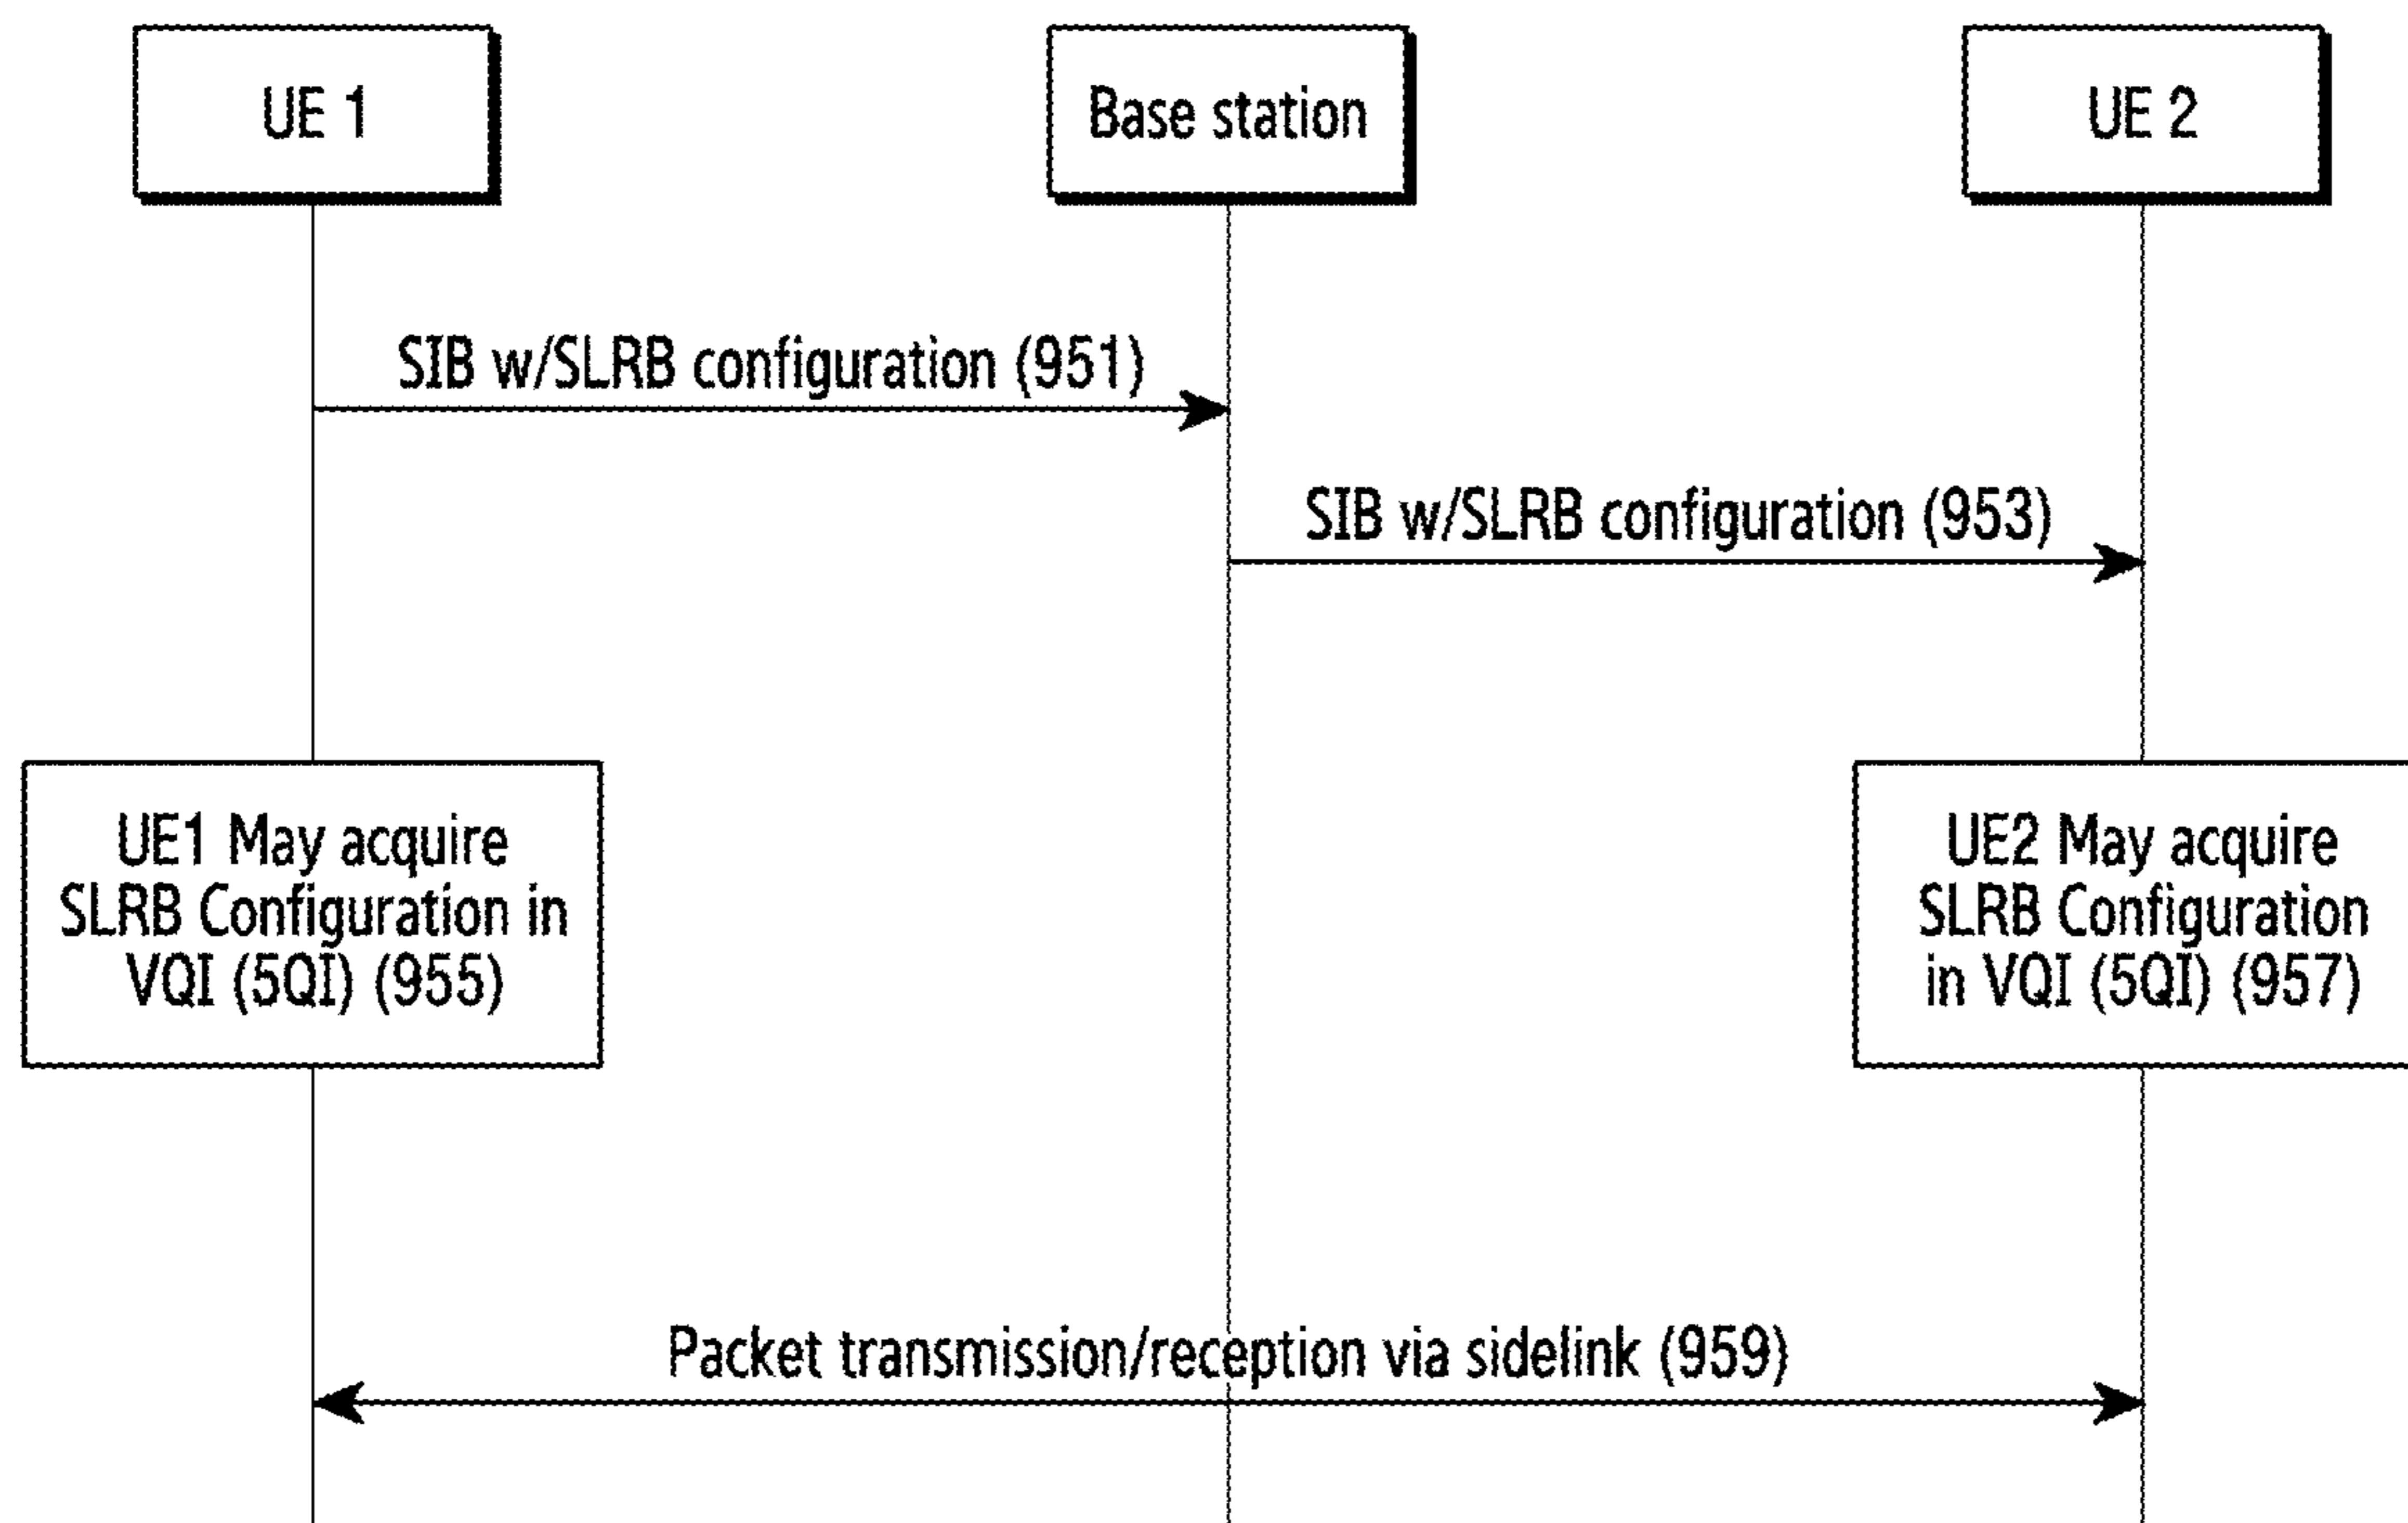 UE 1
Base station
UE 2
SIB w/SLRB configuration (951)
SIB w/SLRB configuration (953)
UE1 May acquire
SLRB Configuration in
VQI (5QI) (955)
UE2 May acquire
SLRB Configuration
in VQI (5QI) (957)
Packet transmission/reception via sidelink (959)